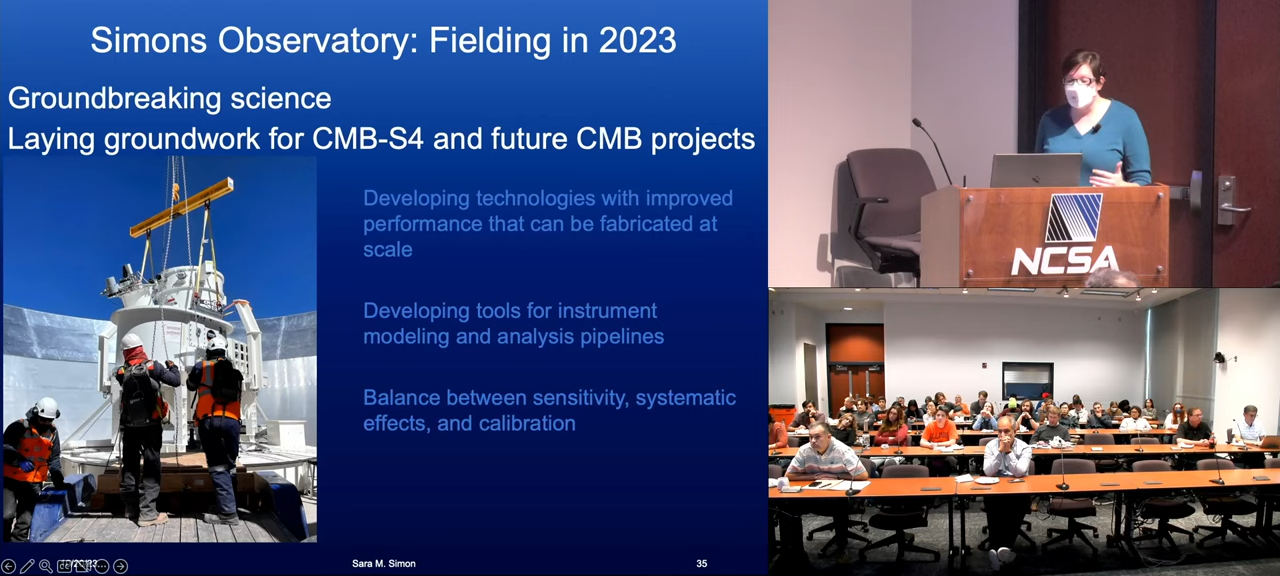 Simons Observatory: Fielding in 2023
Groundbreaking science
Laying groundwork for CMB-S4 and future CMB projects
Developing technologies with improved
performance that can be fabricated at
scale
Developing tools for instrument
modeling and analysis pipelines
Balance between sensitivity, systematic
effects, and calibration
Sara M. Simon
35
NCSA